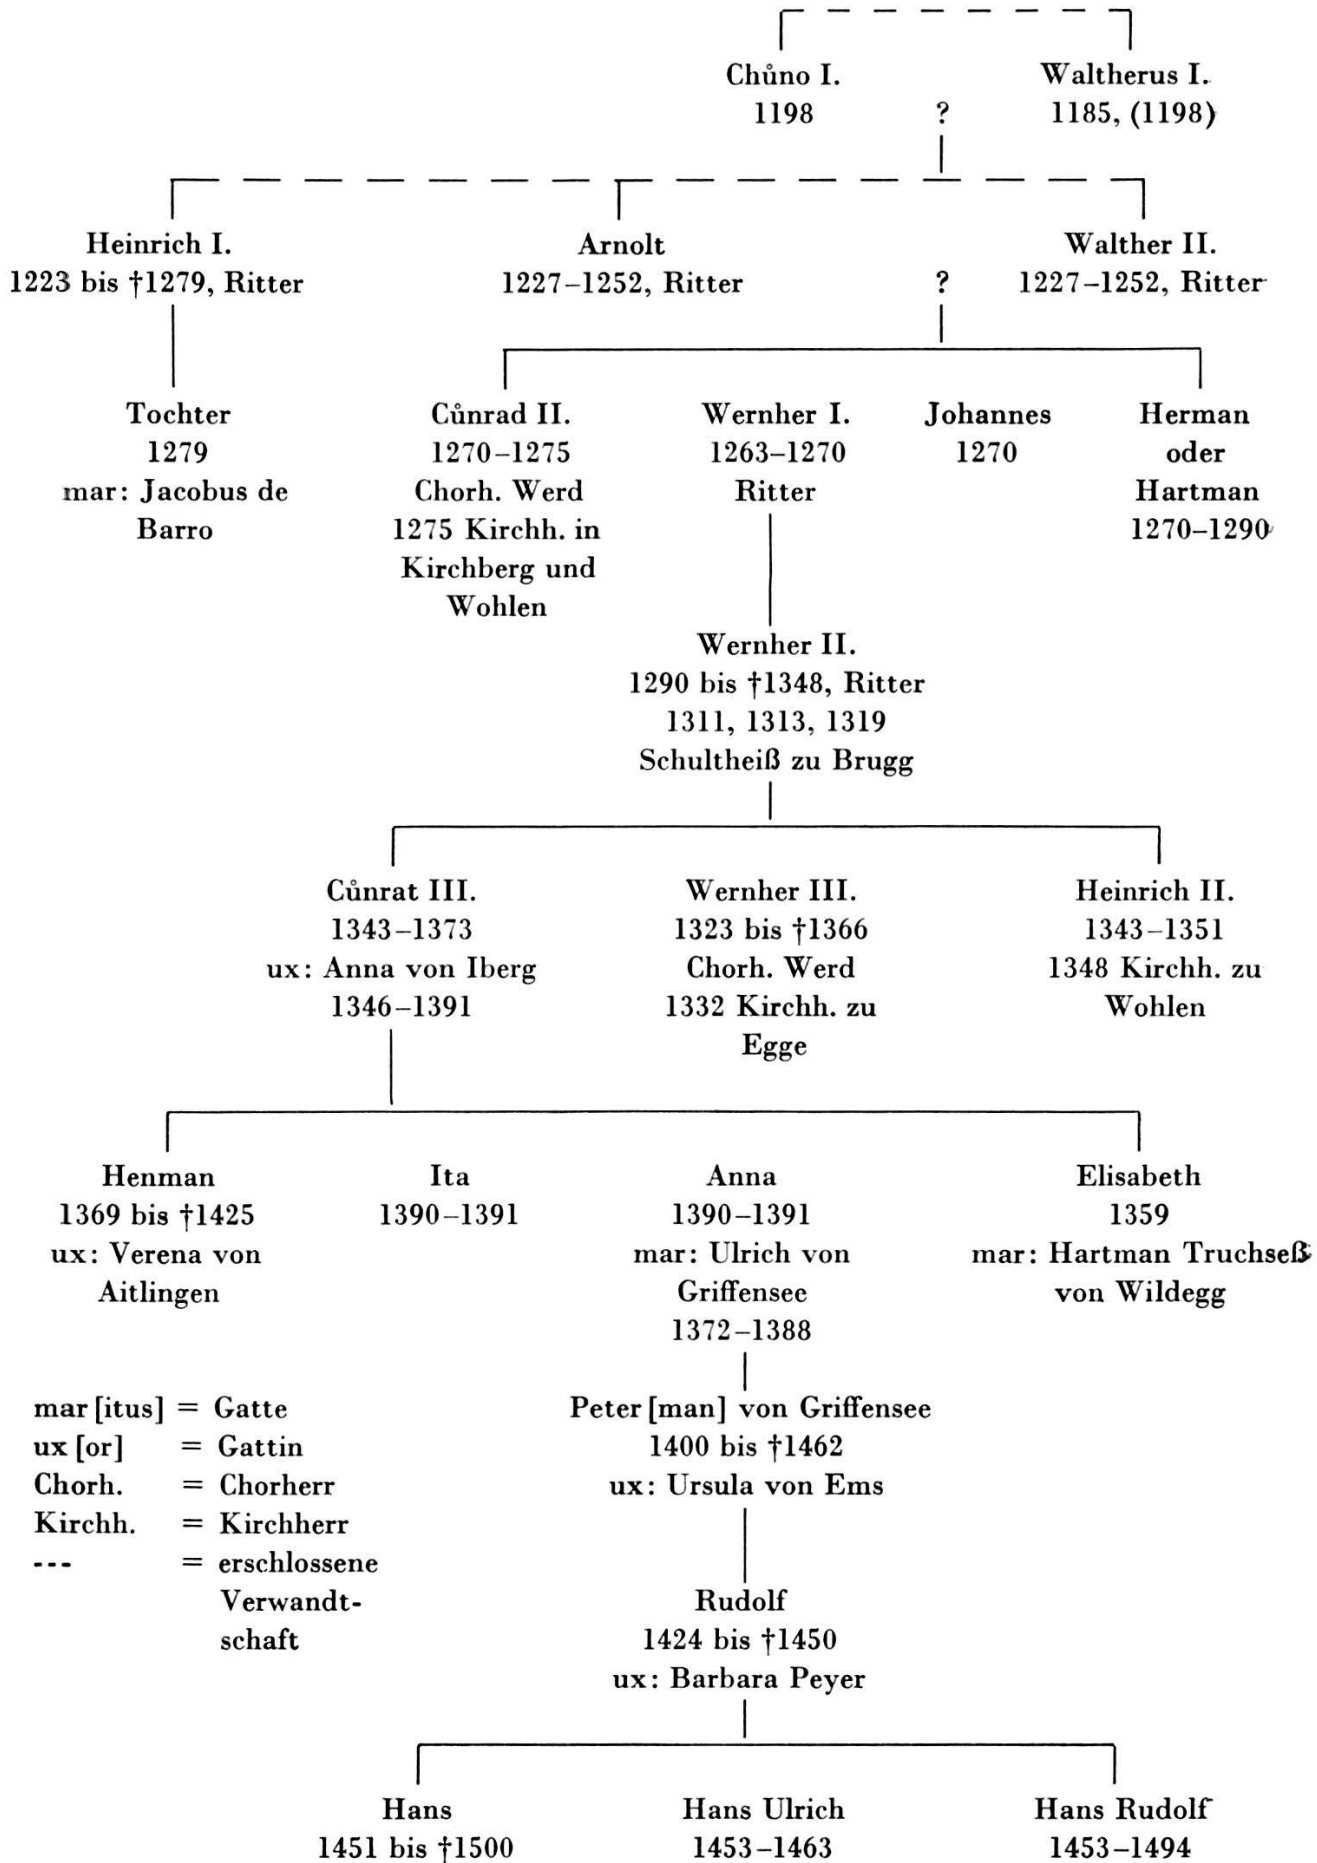 Chůno I.
1198
?
Waltherus I.
1185, (1198)
Heinrich I.
1223 bis †1279, Ritter
Arnolt
1227–1252, Ritter
?
Walther II.
1227–1252, Ritter
Tochter
1279
mar: Jacobus de
Barro
Cůnrad II.
1270–1275
Chorh. Werd
1275 Kirchh. in
Kirchberg und
Wohlen
Wernher I.
1263–1270
Ritter
Johannes
1270
Herman
oder
Hartman
1270–1290
Wernher II.
1290 bis †1348, Ritter
1311, 1313, 1319
Schultheiß zu Brugg
Cůnrat III.
1343–1373
ux: Anna von Iberg
1346–1391
Wernher III.
1323 bis †1366
Chorh. Werd
1332 Kirchh. zu
Egge
Heinrich II.
1343–1351
1348 Kirchh. zu
Wohlen
Henman
1369 bis †1425
ux: Verena von
Aitlingen
Ita
1390–1391
Anna
1390–1391
mar: Ulrich von
Griffensee
1372–1388
Elisabeth
1359
mar: Hartman Truchseß
von Wildegg
mar [itus] = Gatte
ux [or] = Gattin
Chorh. = Chorherr
Kirchh. = Kirchherr
--- = erschlossene
Verwandt-
schaft
Peter [man] von Griffensee
1400 bis †1462
ux: Ursula von Ems
Rudolf
1424 bis †1450
ux: Barbara Peyer
Hans
1451 bis †1500
Hans Ulrich
1453–1463
Hans Rudolf
1453–1494